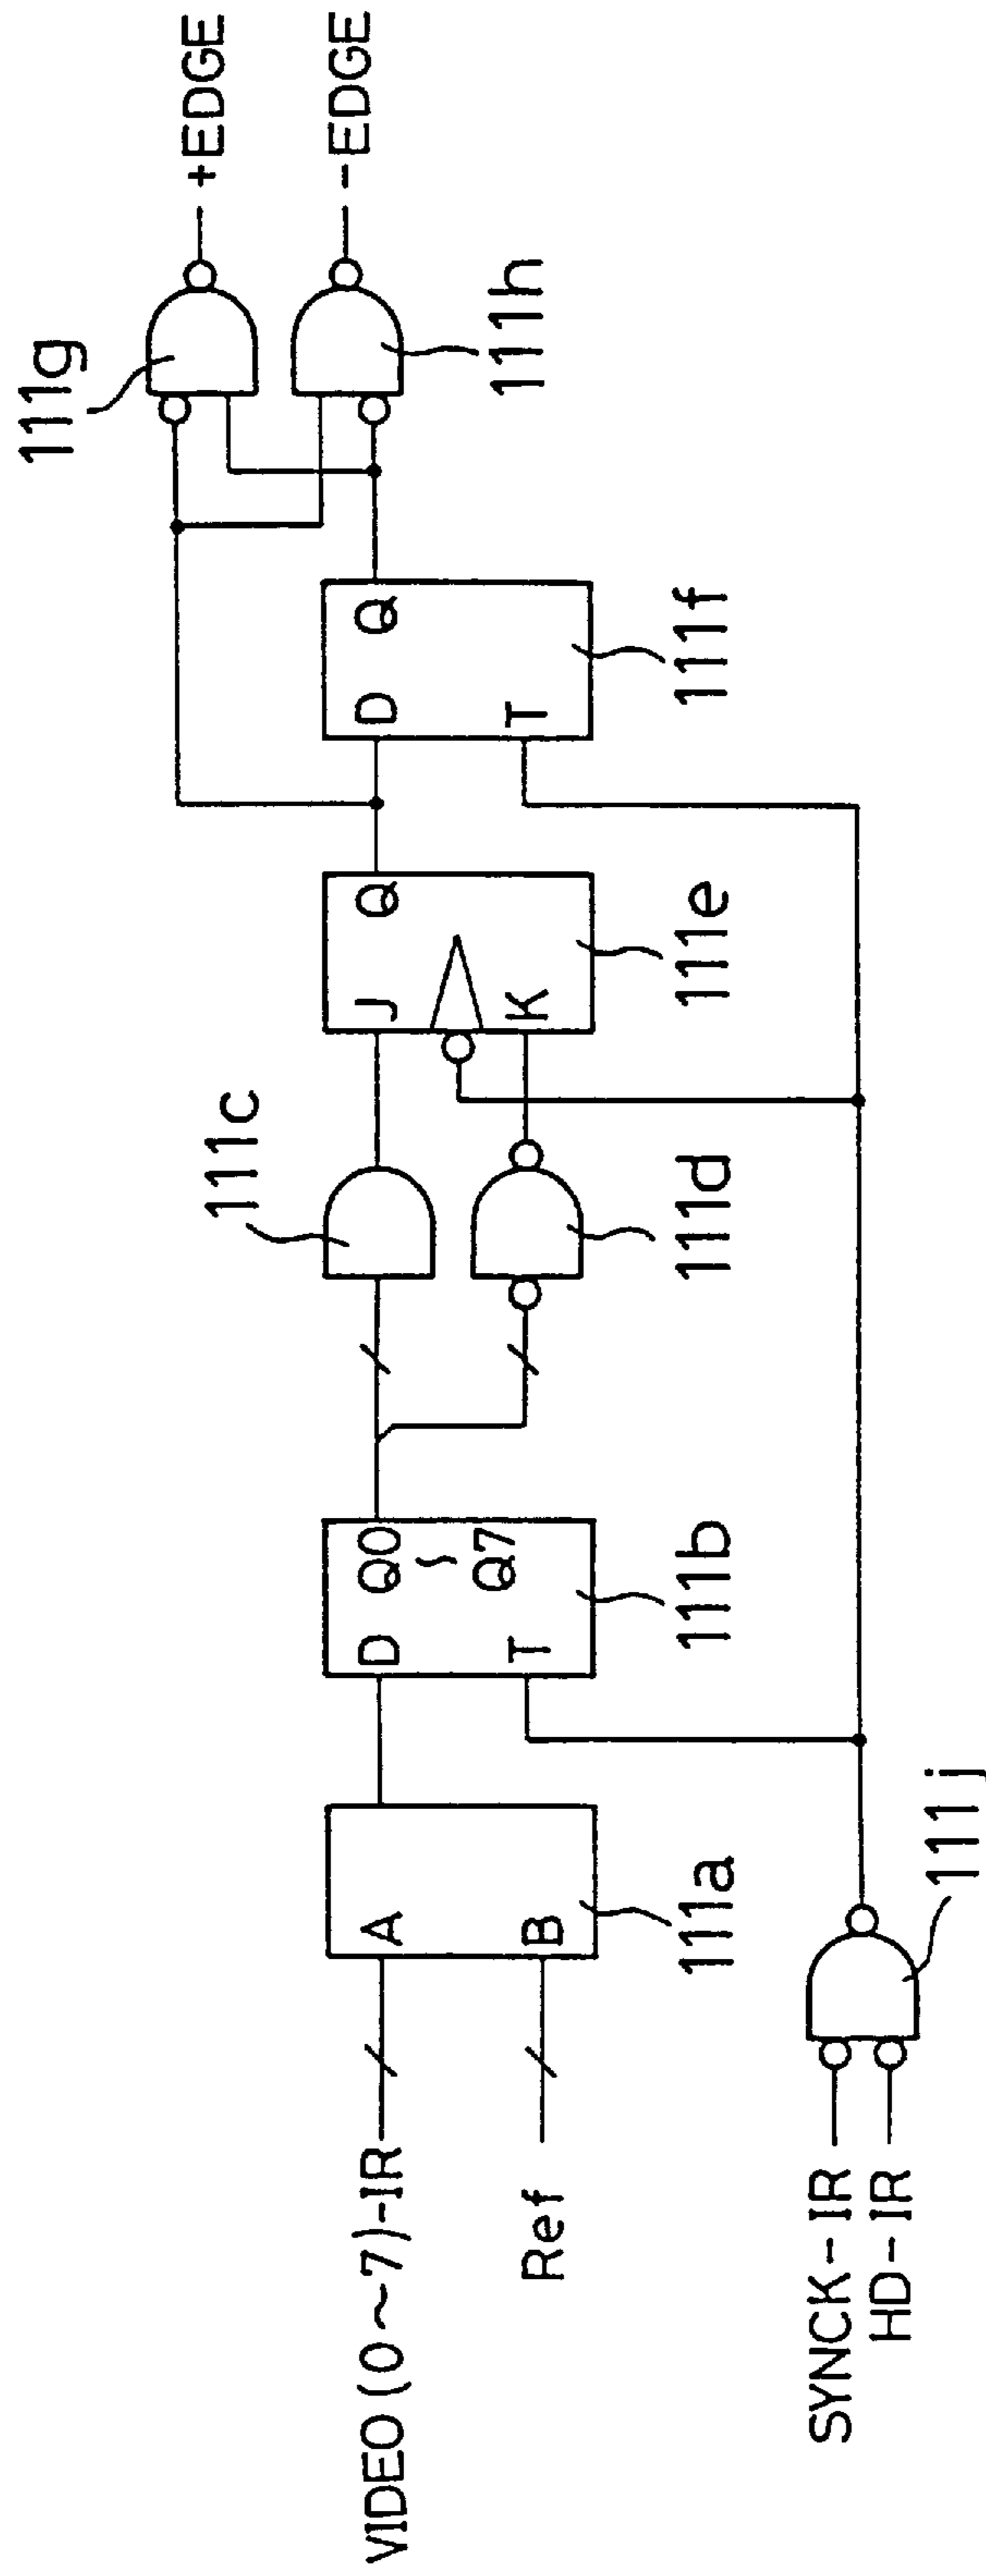 VIDEO (0～7)-IR
Ref
SYNCK-IR
HD-IR
A
B
111a
111j
D
T
Q0
～
Q7
111b
111c
111d
J
K
Q
111e
D
T
Q
111f
111g
111h
+EDGE
-EDGE